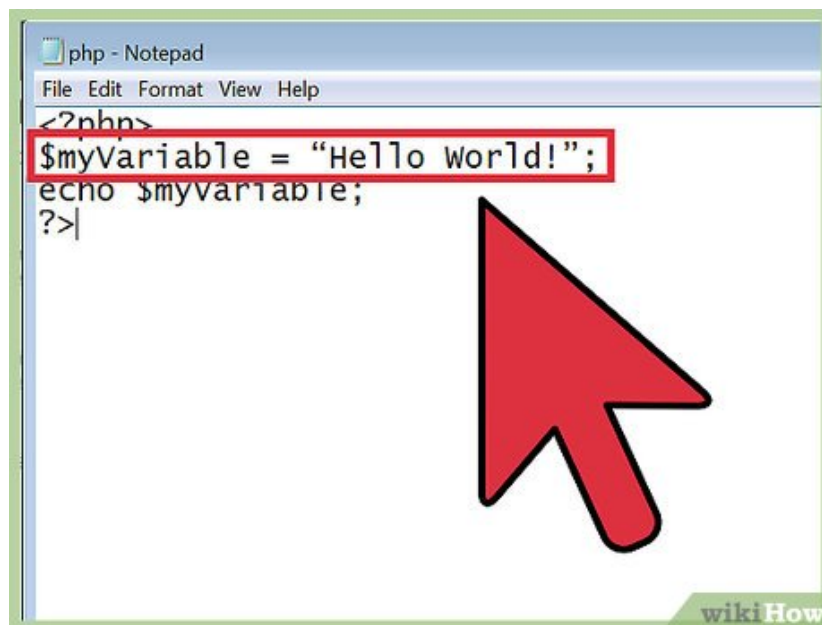 php - Notepad
File Edit Format View Help
<?php>
$myVariable = “Hello World!”;
echo $myVariable;
?>
wikiHow